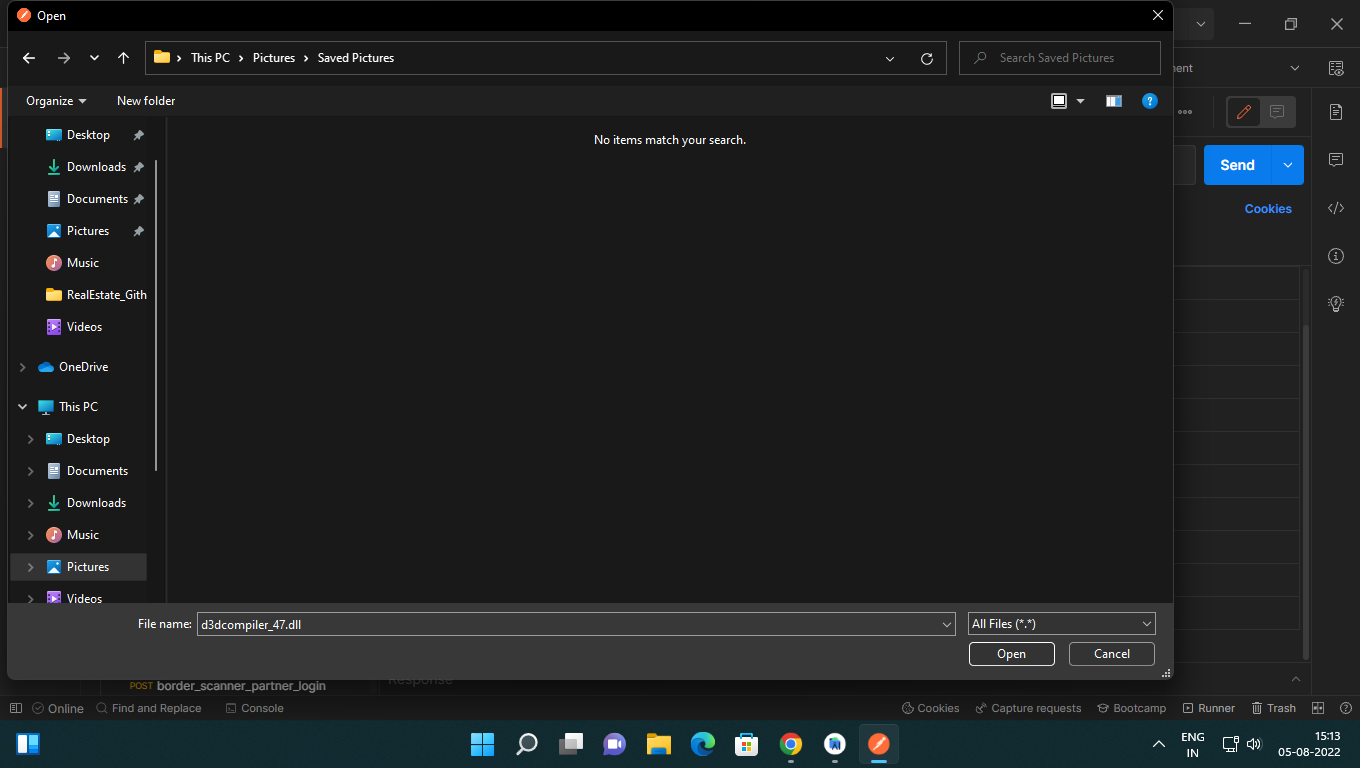 Open
This PC
Pictures
Saved Pictures
Search Saved Pictures
Organize
New folder
?
Desktop
Downloads
Documents
Pictures
Music
RealEstate_Gith
Videos
OneDrive
This PC
Desktop
Documents
Downloads
Music
Pictures
Videos
No items match your search.
File name:
d3dcompiler_47.dll
All Files (*.*)
Open
Cancel
ent
Send
Cookies
</>
POST border_scanner_partner_login
Response
Online
Find and Replace
Console
Cookies
Capture requests
Bootcamp
Runner
Trash
ENG
IN
15:13
05-08-2022